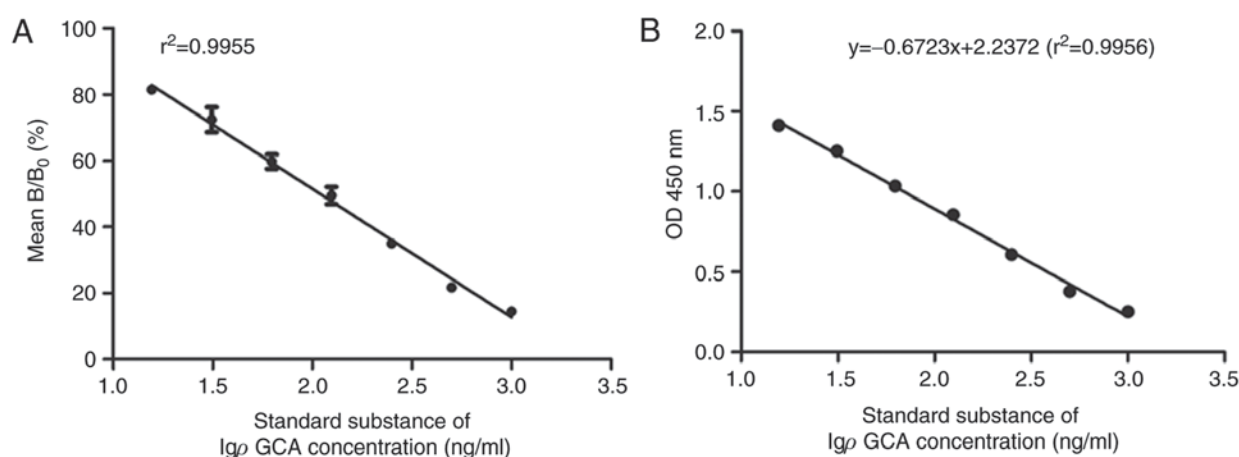 A
r²=0.9955
100
80
60
40
20
0
Mean B/B₀ (%)
1.0 1.5 2.0 2.5 3.0 3.5
Standard substance of
lgρ GCA concentration (ng/ml)
B
y=−0.6723x+2.2372 (r²=0.9956)
2.0
1.5
1.0
0.5
0.0
OD 450 nm
1.0 1.5 2.0 2.5 3.0 3.5
Standard substance of
lgρ GCA concentration (ng/ml)